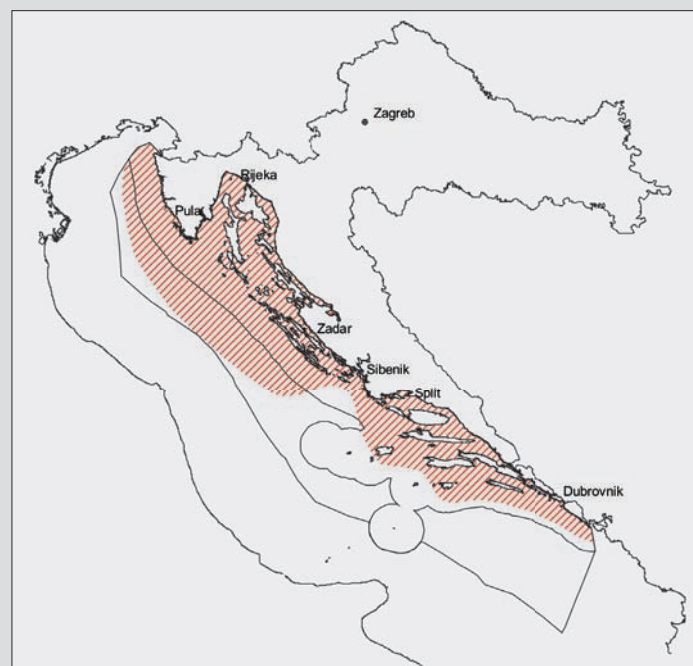 Zagreb
Rijeka
Pula
Zadar
Sibenik
Split
Dubrovnik